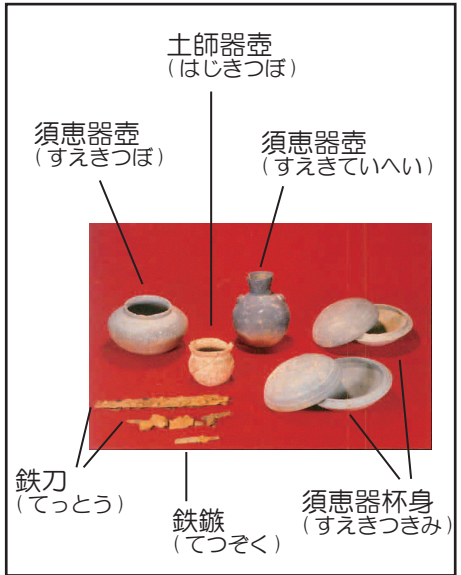 土師器壺
(はじきつぼ)
須恵器壺
(すえきつぼ)
須恵器壺
(すえきていへい)
鉄刀
(てっとう)
鉄鏃
(てつぞく)
須恵器杯身
(すえきつきみ)